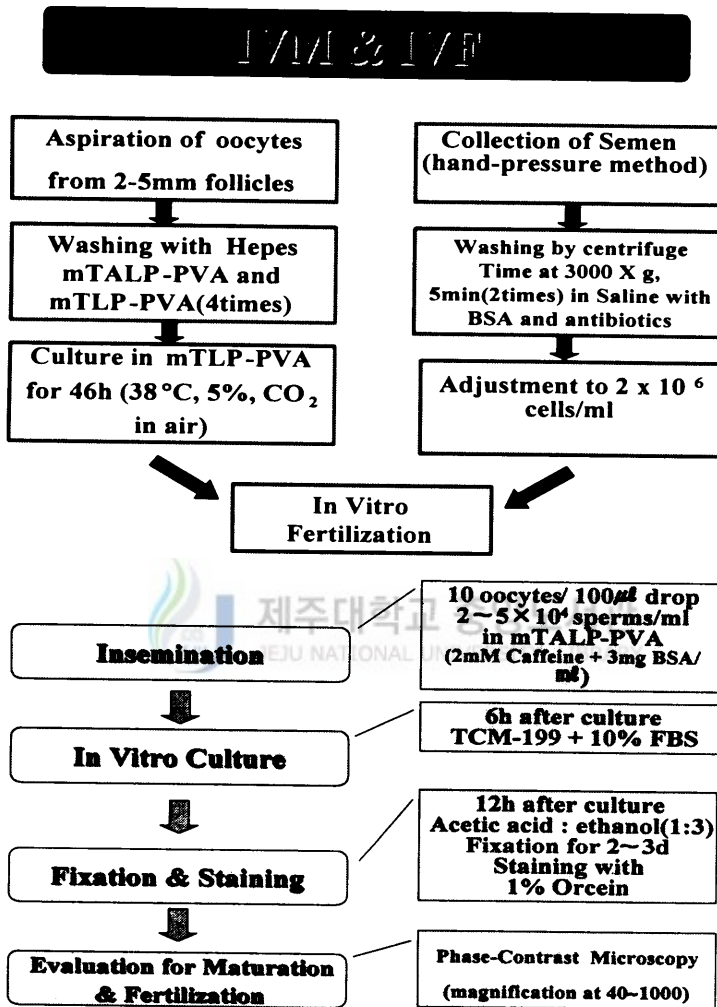 IVM & IVF
Aspiration of oocytes
from 2-5mm follicles
Washing with Hepes
mTALP-PVA and
mTLP-PVA(4times)
Culture in mTLP-PVA
for 46h (38°C, 5%, CO₂
in air)
Collection of Semen
(hand-pressure method)
Washing by centrifuge
Time at 3000 X g,
5min(2times) in Saline with
BSA and antibiotics
Adjustment to 2 x 10 ⁶
cells/ml
In Vitro
Fertilization
제주대학교
JEJU NATIONAL
Insemination
10 oocytes/ 100㎕ drop
2~5×10⁴ sperms/ml
in mTALP-PVA
(2mM Caffeine + 3mg BSA/
㎖)
In Vitro Culture
6h after culture
TCM-199 + 10% FBS
Fixation & Staining
12h after culture
Acetic acid : ethanol(1:3)
Fixation for 2~3d
Staining with
1% Orcein
Evaluation for Maturation
& Fertilization
Phase-Contrast Microscopy
(magnification at 40~1000)